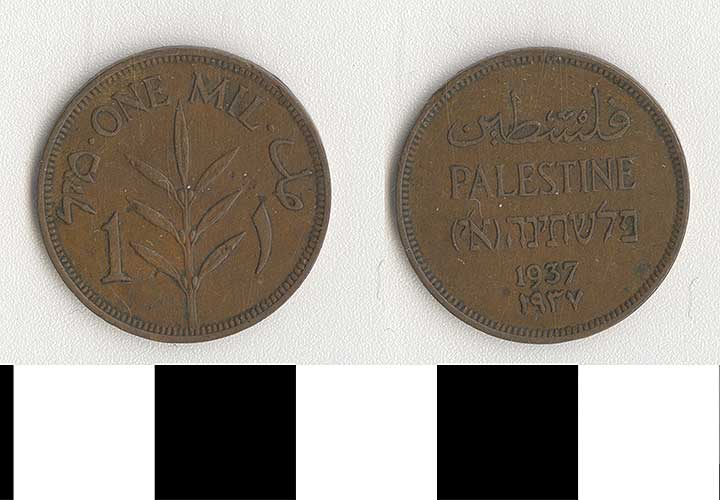 ONE MIL
מיל
مل
1
١
فلسطين
PALESTINE
פלשתינה (א״י)
1937
١٩٣٧